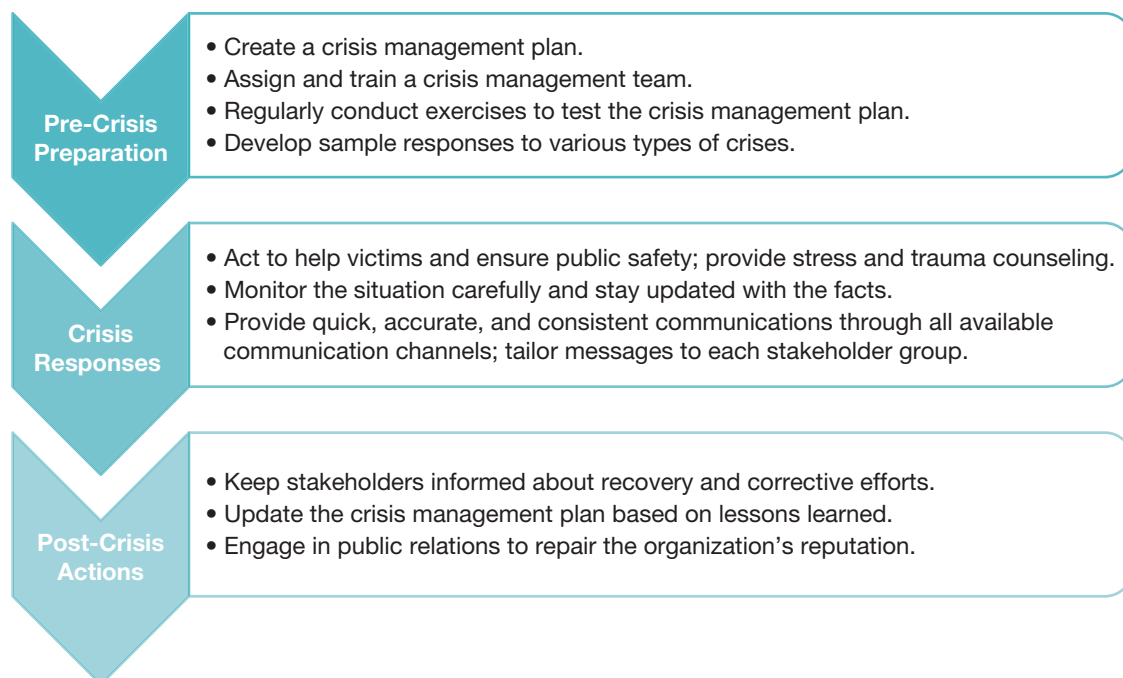 Pre-Crisis
Preparation
• Create a crisis management plan.
• Assign and train a crisis management team.
• Regularly conduct exercises to test the crisis management plan.
• Develop sample responses to various types of crises.
Crisis
Responses
• Act to help victims and ensure public safety; provide stress and trauma counseling.
• Monitor the situation carefully and stay updated with the facts.
• Provide quick, accurate, and consistent communications through all available
communication channels; tailor messages to each stakeholder group.
Post-Crisis
Actions
• Keep stakeholders informed about recovery and corrective efforts.
• Update the crisis management plan based on lessons learned.
• Engage in public relations to repair the organization’s reputation.